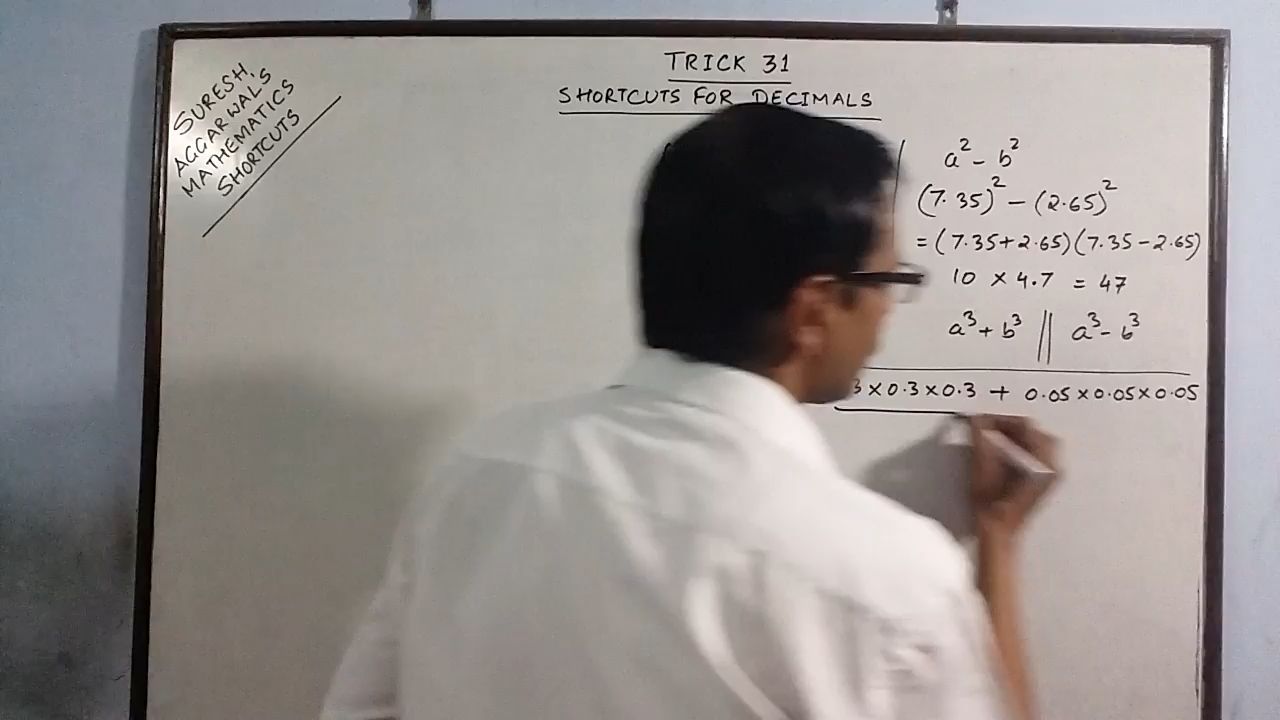 TRICK 31
SHORTCUTS FOR DECIMALS
SURESH
AGGARWAL'S
MATHEMATICS
SHORTCUTS
a² - b²
(7.35)² - (2.65)²
= (7.35+2.65)(7.35-2.65)
10 × 4.7 = 47
a³ + b³ || a³ - b³
3 × 0.3 × 0.3 + 0.05 × 0.05 × 0.05